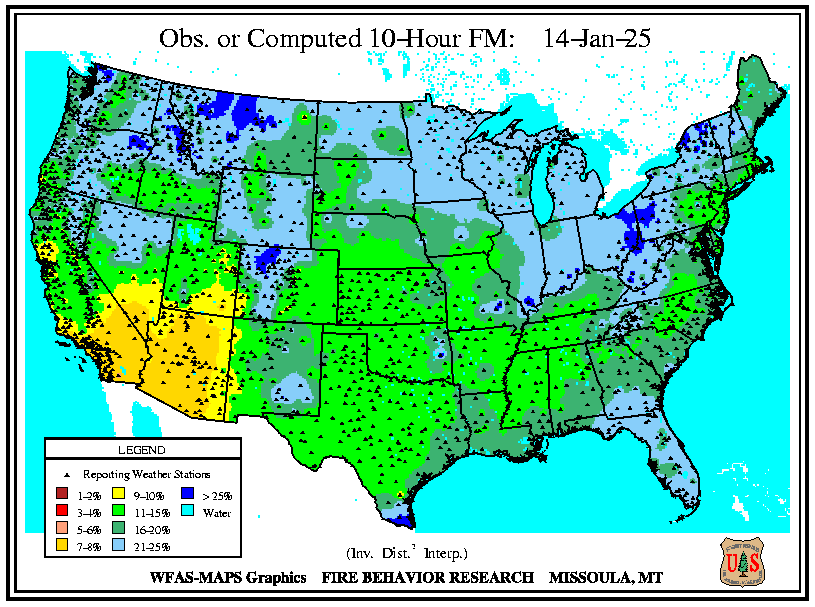 Obs. or Computed 10-Hour FM: 14-Jan-25
LEGEND
Reporting Weather Stations
1-2% 9-10% > 25%
3-4% 11-15% Water
5-6% 16-20%
7-8% 21-25%
(Inv. Dist.² Interp.)
WFAS-MAPS Graphics FIRE BEHAVIOR RESEARCH MISSOULA, MT
U S